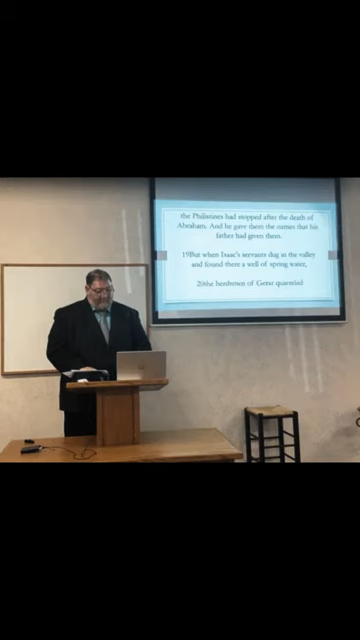 the Philistines had stopped after the death of
Abraham. And he gave them the names that his
father had given them.
19But when Isaac's servants dug in the valley
and found there a well of spring water,
20the herdsmen of Gerar quarreled